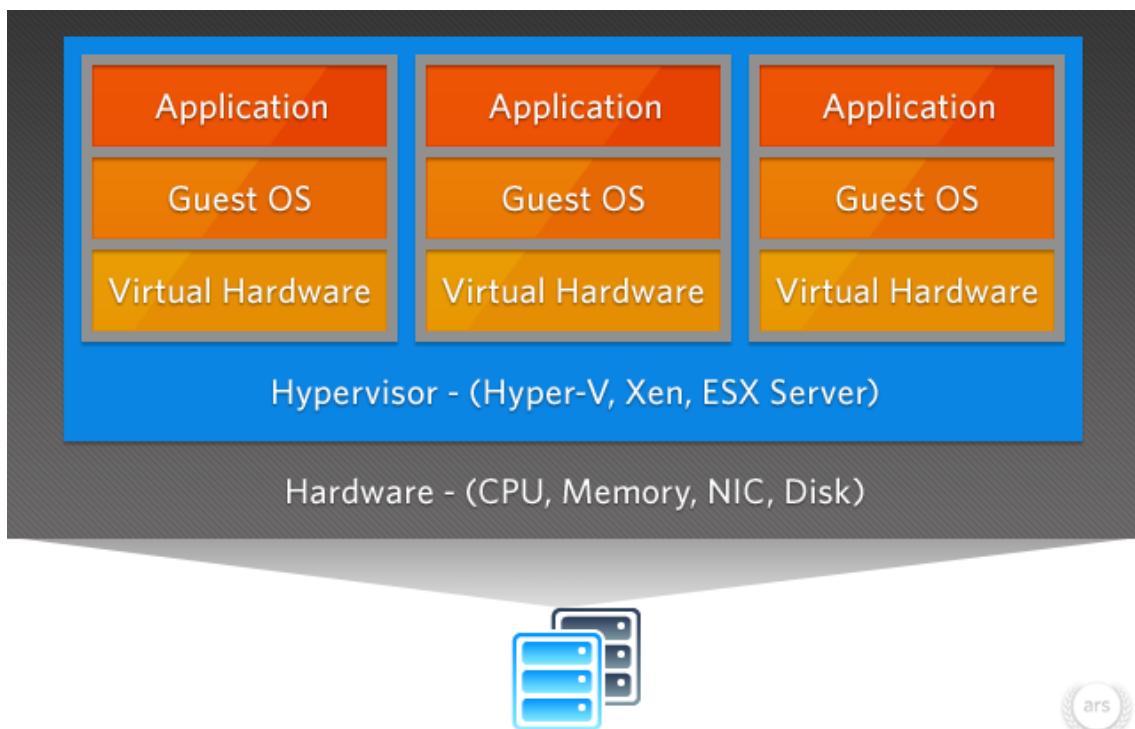 Application Application Application
Guest OS Guest OS Guest OS
Virtual Hardware Virtual Hardware Virtual Hardware
Hypervisor - (Hyper-V, Xen, ESX Server)
Hardware - (CPU, Memory, NIC, Disk)
ars